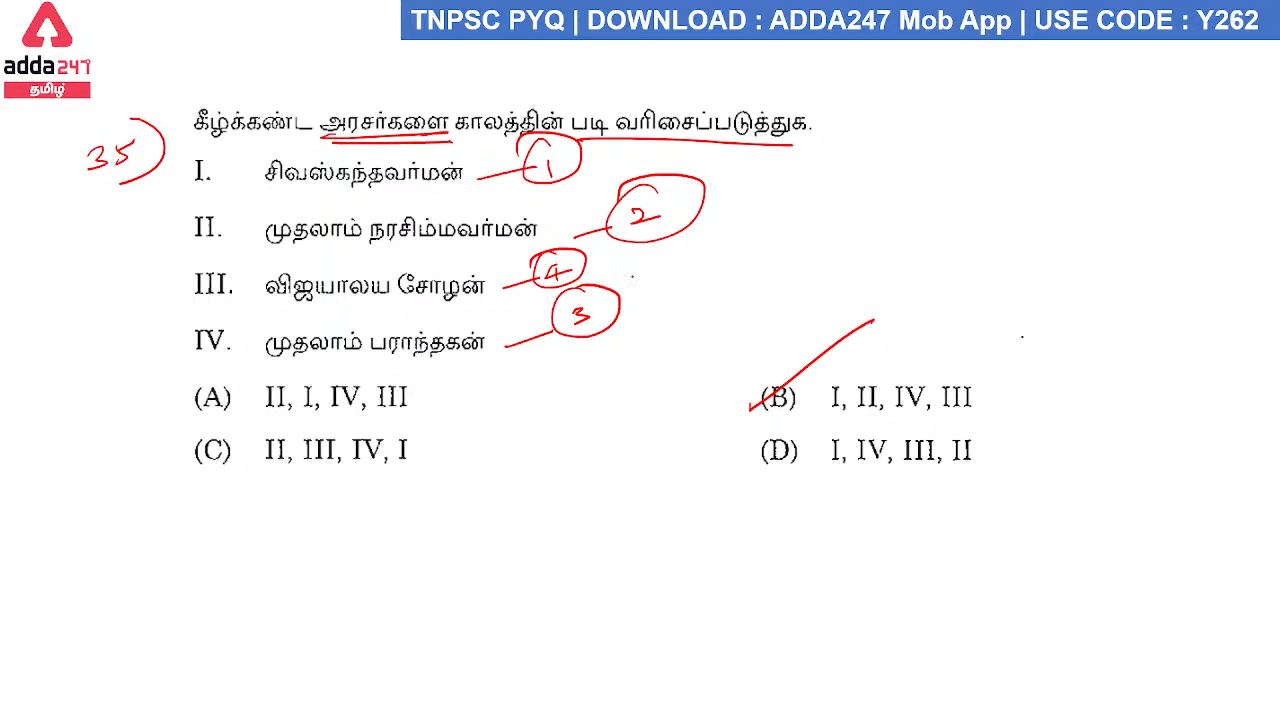 TNPSC PYQ | DOWNLOAD : ADDA247 Mob App | USE CODE : Y262
adda247
தமிழ்
35) கீழ்க்கண்ட அரசர்களை காலத்தின் படி வரிசைப்படுத்துக.
I. சிவஸ்கந்தவர்மன் 1
II. முதலாம் நரசிம்மவர்மன் 2
III. விஜயாலய சோழன் 4
IV. முதலாம் பராந்தகன் 3
(A) II, I, IV, III (B) I, II, IV, III
(C) II, III, IV, I (D) I, IV, III, II